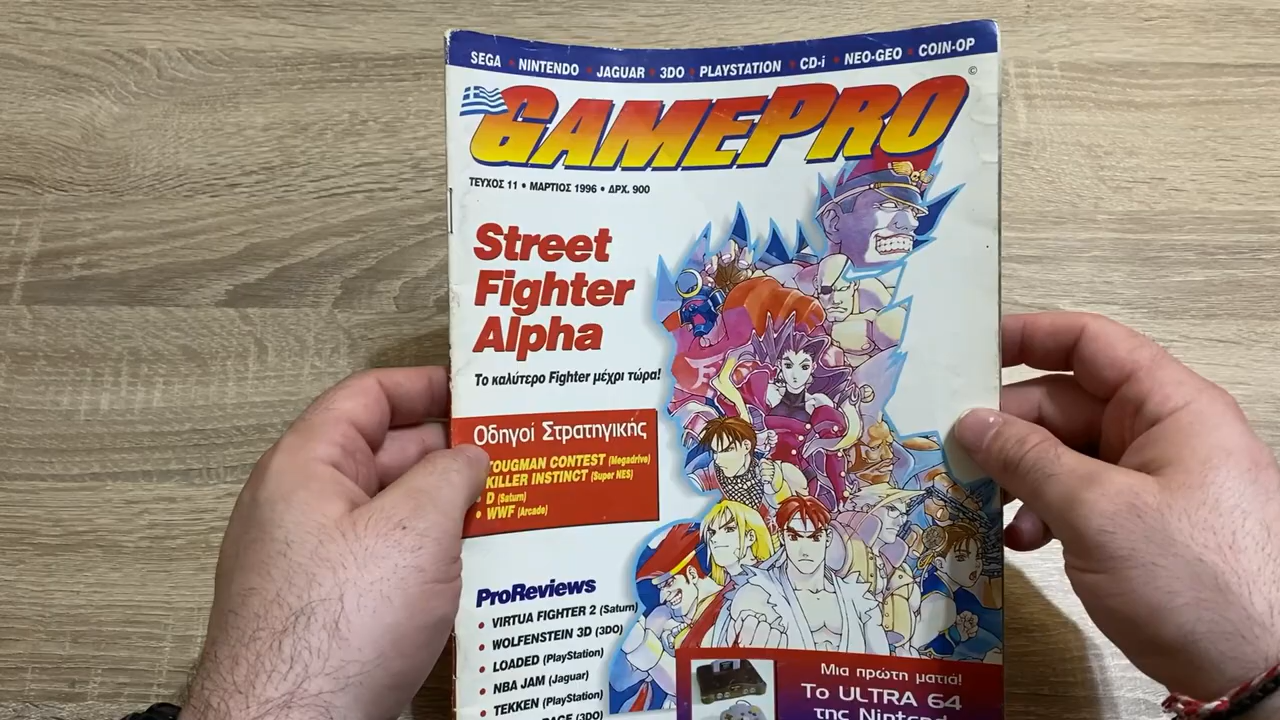 SEGA • NINTENDO • JAGUAR • 3DO • PLAYSTATION • CD-i • NEO-GEO • COIN-OP
GAMEPRO
©
ΤΕΥΧΟΣ 11 • ΜΑΡΤΙΟΣ 1996 • ΔΡΧ. 900
Street
Fighter
Alpha
Το καλύτερο Fighter μέχρι τώρα!
Οδηγοί Στρατηγικής
TOUGMAN CONTEST (Megadrive)
KILLER INSTINCT (Super NES)
• D (Saturn)
• WWF (Arcade)
ProReviews
• VIRTUA FIGHTER 2 (Saturn)
• WOLFENSTEIN 3D (3DO)
• LOADED (PlayStation)
• NBA JAM (Jaguar)
• TEKKEN (PlayStation)
(3DO)
Μια πρώτη ματιά!
Το ULTRA 64
της